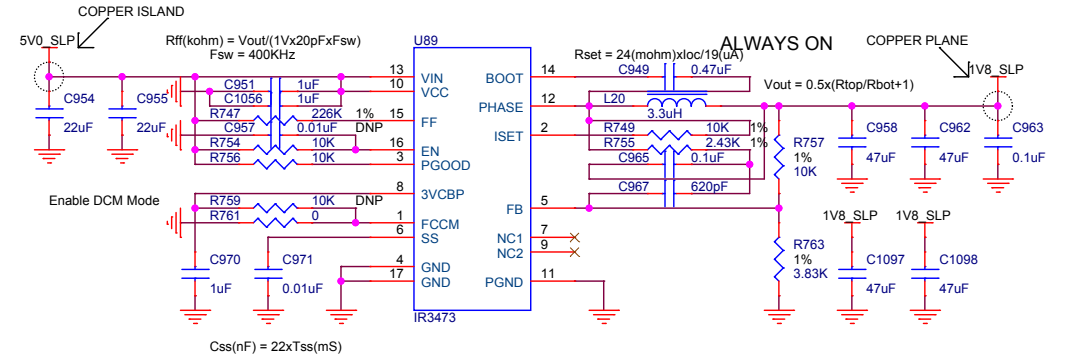 COPPER ISLAND
5V0_SLP
Rff(kohm) = Vout/(1Vx20pFxFsw)
Fsw = 400KHz
U89
ALWAYS ON
Rset = 24(mohm)xIoc/19(uA)
COPPER PLANE
1V8_SLP
Vout = 0.5x(Rtop/Rbot+1)
C954
22uF
C955
22uF
C951 1uF
C1056 1uF
R747 226K 1%
C957 0.01uF DNP
R754 10K
R756 10K
13 VIN
10 VCC
15 FF
16 EN
3 PGOOD
8 3VCBP
1 FCCM
6 SS
4 GND
17 GND
BOOT 14
PHASE 12
ISET 2
FB 5
NC1 7
NC2 9
PGND 11
IR3473
C949 0.47uF
L20
3.3uH
R749 10K 1%
R755 2.43K 1%
C965 0.1uF
C967 620pF
R757
1%
10K
C958
47uF
C962
47uF
C963
0.1uF
Enable DCM Mode
R759 10K DNP
R761 0
C970
1uF
C971
0.01uF
R763
1%
3.83K
1V8_SLP 1V8_SLP
C1097
47uF
C1098
47uF
Css(nF) = 22xTss(mS)